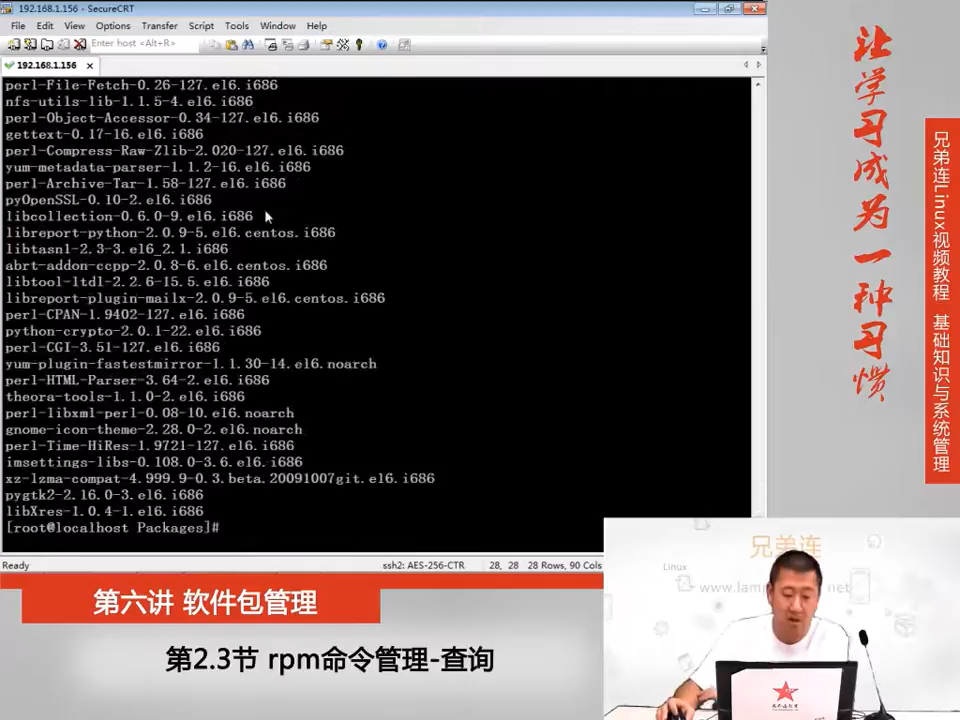 192.168.1.156 - SecureCRT
File Edit View Options Transfer Script Tools Window Help
Enter host <Alt+R>
192.168.1.156
perl-File-Fetch-0.26-127.el6.i686
nfs-utils-lib-1.1.5-4.el6.i686
perl-Object-Accessor-0.34-127.el6.i686
gettext-0.17-16.el6.i686
perl-Compress-Raw-Zlib-2.020-127.el6.i686
yum-metadata-parser-1.1.2-16.el6.i686
perl-Archive-Tar-1.58-127.el6.i686
pyOpenSSL-0.10-2.el6.i686
libcollection-0.6.0-9.el6.i686
libreport-python-2.0.9-5.el6.centos.i686
libtasn1-2.3-3.el6_2.1.i686
abrt-addon-ccpp-2.0.8-6.el6.centos.i686
libtool-ltdl-2.2.6-15.5.el6.i686
libreport-plugin-mailx-2.0.9-5.el6.centos.i686
perl-CPAN-1.9402-127.el6.i686
python-crypto-2.0.1-22.el6.i686
perl-CGI-3.51-127.el6.i686
yum-plugin-fastestmirror-1.1.30-14.el6.noarch
perl-HTML-Parser-3.64-2.el6.i686
theora-tools-1.1.0-2.el6.i686
perl-libxml-perl-0.08-10.el6.noarch
gnome-icon-theme-2.28.0-2.el6.noarch
perl-Time-HiRes-1.9721-127.el6.i686
imsettings-libs-0.108.0-3.6.el6.i686
xz-lzma-compat-4.999.9-0.3.beta.20091007git.el6.i686
pygtk2-2.16.0-3.el6.i686
libXres-1.0.4-1.el6.i686
[root@localhost Packages]#
Ready ssh2: AES-256-CTR 28, 28 28 Rows, 90 Cols
让学习成为一种习惯
兄弟连Linux视频教程 基础知识与系统管理
第六讲 软件包管理
第2.3节 rpm命令管理-查询
兄弟连
Linux